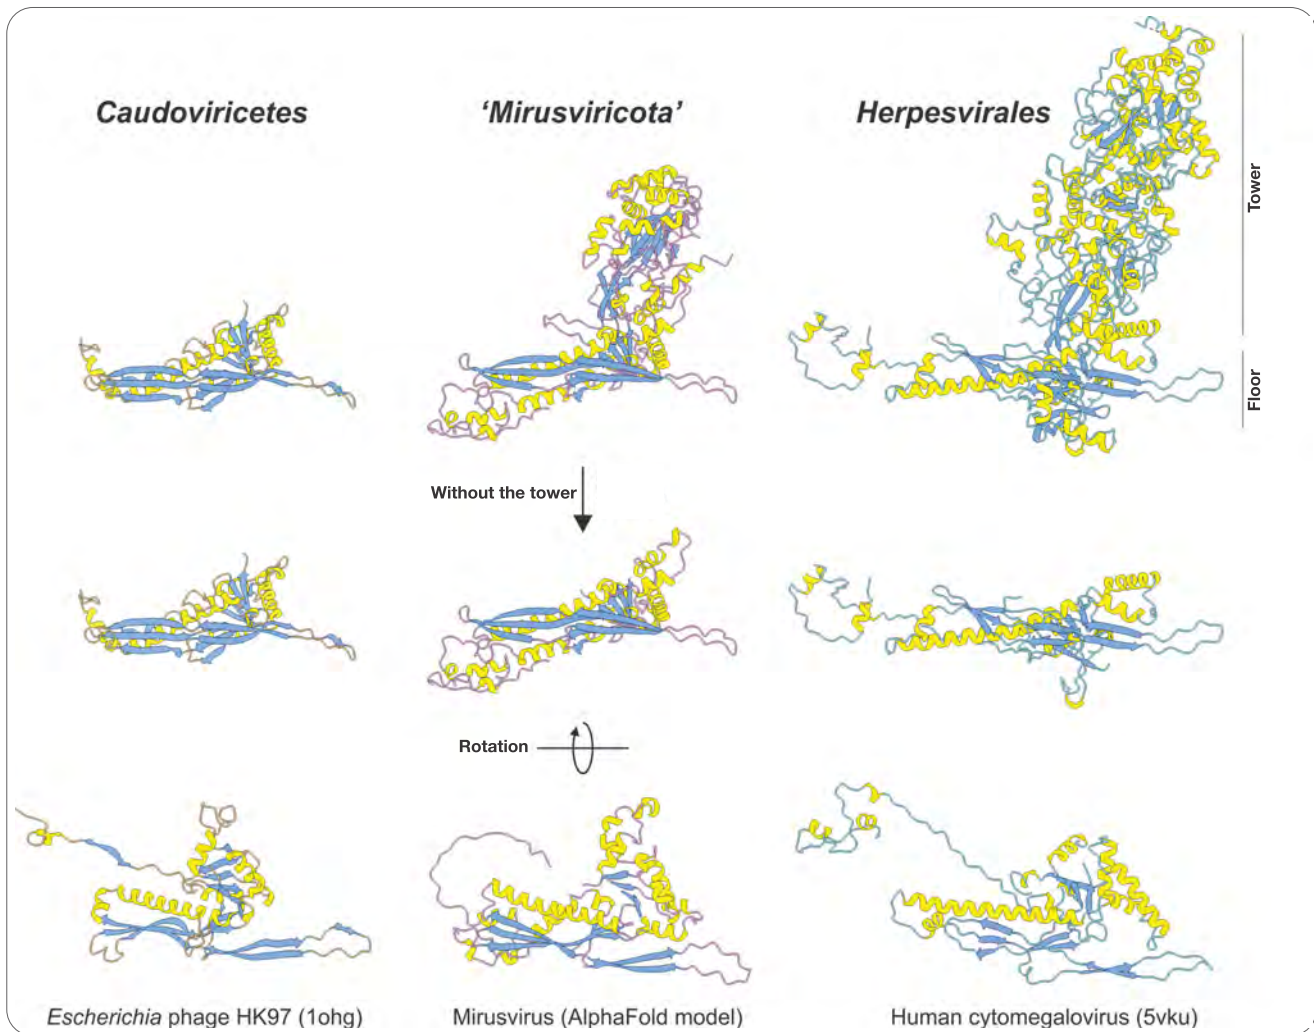 Caudoviricetes
‘Mirusviricota’
Herpesvirales
Tower
Floor
Without the tower
Rotation
Escherichia phage HK97 (1ohg)
Mirusvirus (AlphaFold model)
Human cytomegalovirus (5vku)